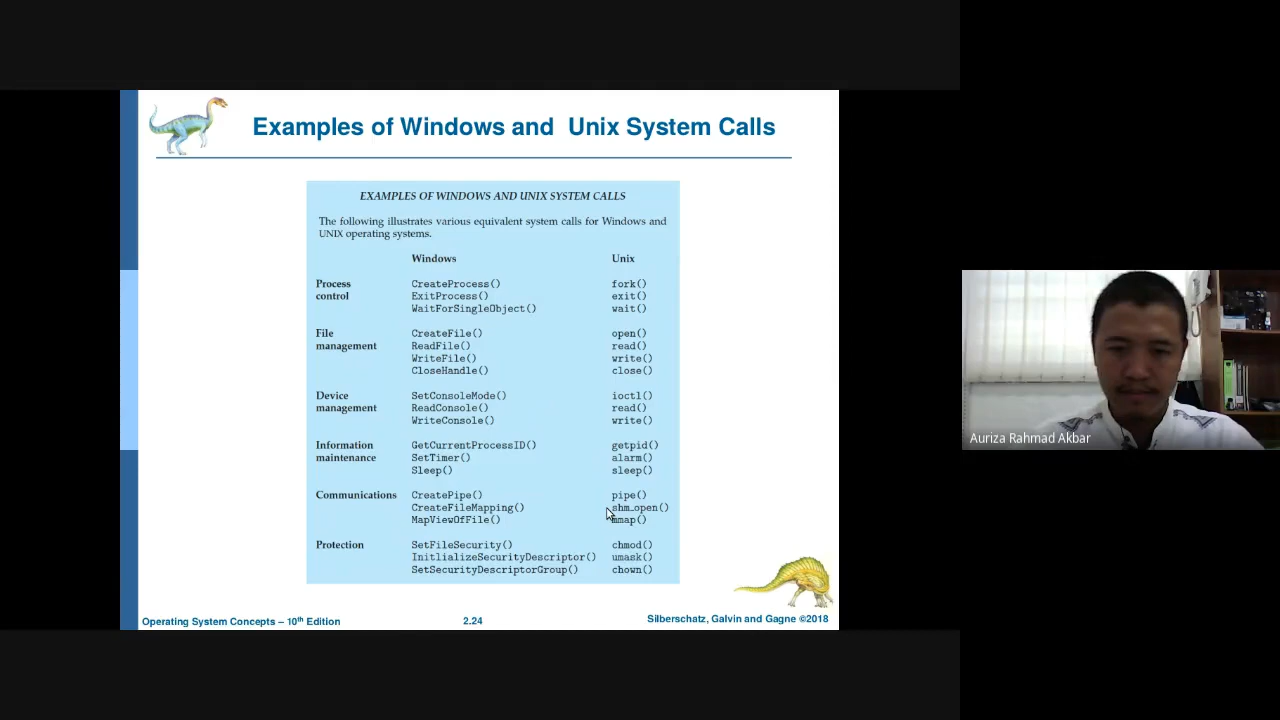 Examples of Windows and Unix System Calls
EXAMPLES OF WINDOWS AND UNIX SYSTEM CALLS
The following illustrates various equivalent system calls for Windows and
UNIX operating systems.
Windows Unix
Process CreateProcess() fork()
control ExitProcess() exit()
WaitForSingleObject() wait()
File CreateFile() open()
management ReadFile() read()
WriteFile() write()
CloseHandle() close()
Device SetConsoleMode() ioctl()
management ReadConsole() read()
WriteConsole() write()
Information GetCurrentProcessID() getpid()
maintenance SetTimer() alarm()
Sleep() sleep()
Communications CreatePipe() pipe()
CreateFileMapping() shm_open()
MapViewOfFile() mmap()
Protection SetFileSecurity() chmod()
InitlializeSecurityDescriptor() umask()
SetSecurityDescriptorGroup() chown()
Operating System Concepts – 10th Edition 2.24 Silberschatz, Galvin and Gagne ©2018
Auriza Rahmad Akbar